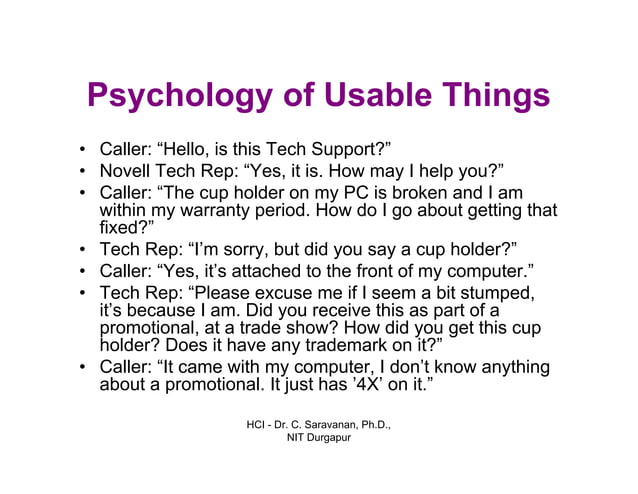 Psychology of Usable Things
• Caller: “Hello, is this Tech Support?”
• Novell Tech Rep: “Yes, it is. How may I help you?”
• Caller: “The cup holder on my PC is broken and I am
within my warranty period. How do I go about getting that
fixed?”
• Tech Rep: “I’m sorry, but did you say a cup holder?”
• Caller: “Yes, it’s attached to the front of my computer.”
• Tech Rep: “Please excuse me if I seem a bit stumped,
it’s because I am. Did you receive this as part of a
promotional, at a trade show? How did you get this cup
holder? Does it have any trademark on it?”
• Caller: “It came with my computer, I don’t know anything
about a promotional. It just has ’4X’ on it.”
HCI - Dr. C. Saravanan, Ph.D.,
NIT Durgapur